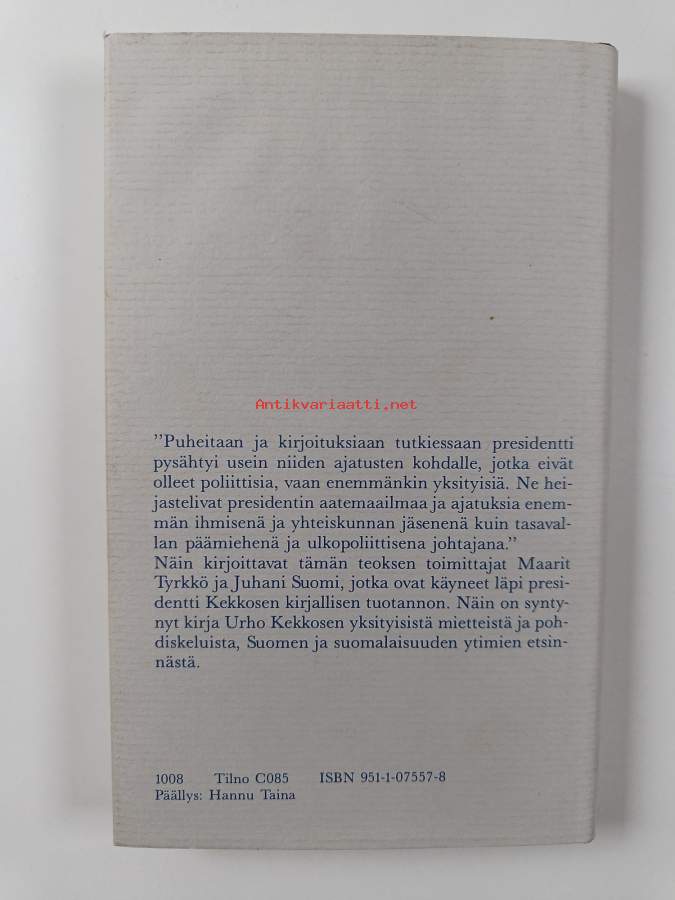 Antikvariaatti.net
"Puheitaan ja kirjoituksiaan tutkiessaan presidentti
pysähtyi usein niiden ajatusten kohdalle, jotka eivät
olleet poliittisia, vaan enemmänkin yksityisiä. Ne hei-
jastelivat presidentin aatemaailmaa ja ajatuksia enem-
män ihmisenä ja yhteiskunnan jäsenenä kuin tasaval-
lan päämiehenä ja ulkopoliittisena johtajana."
Näin kirjoittavat tämän teoksen toimittajat Maarit
Tyrkkö ja Juhani Suomi, jotka ovat käyneet läpi presi-
dentti Kekkosen kirjallisen tuotannon. Näin on synty-
nyt kirja Urho Kekkosen yksityisistä mietteistä ja poh-
diskeluista, Suomen ja suomalaisuuden ytimien etsin-
nästä.
1008 Tilno C085 ISBN 951-1-07557-8
Päällys: Hannu Taina